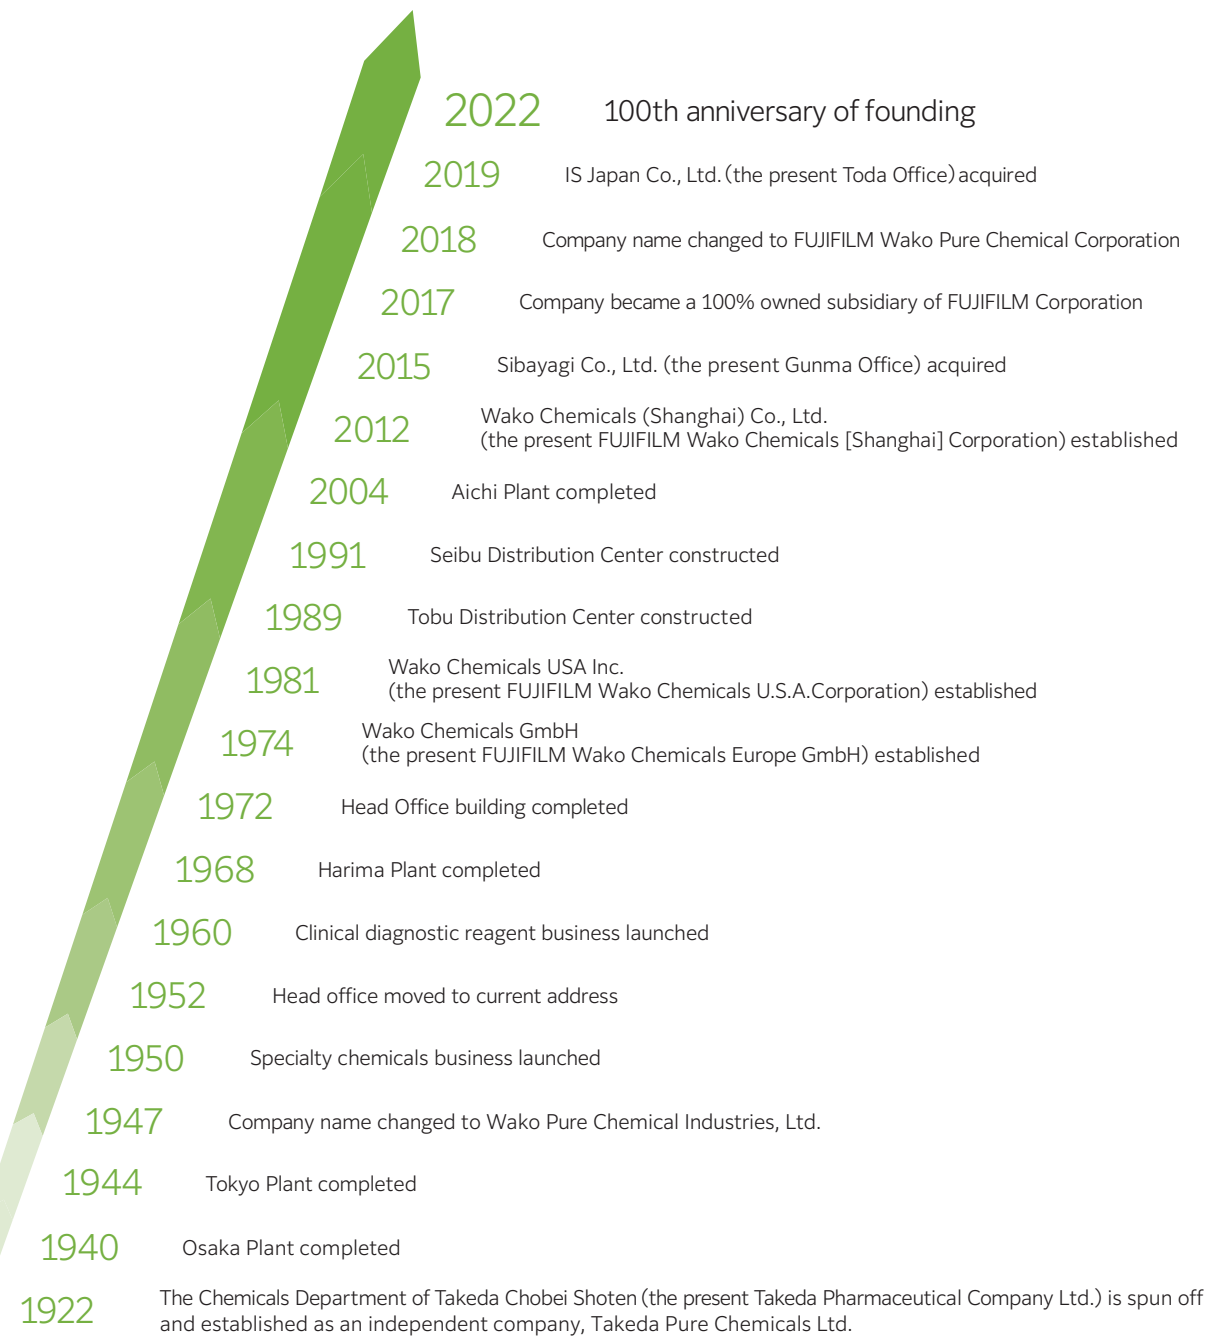 2022 100th anniversary of founding
2019 IS Japan Co., Ltd. (the present Toda Office) acquired
2018 Company name changed to FUJIFILM Wako Pure Chemical Corporation
2017 Company became a 100% owned subsidiary of FUJIFILM Corporation
2015 Sibayagi Co., Ltd. (the present Gunma Office) acquired
2012 Wako Chemicals (Shanghai) Co., Ltd.
(the present FUJIFILM Wako Chemicals [Shanghai] Corporation) established
2004 Aichi Plant completed
1991 Seibu Distribution Center constructed
1989 Tobu Distribution Center constructed
1981 Wako Chemicals USA Inc.
(the present FUJIFILM Wako Chemicals U.S.A.Corporation) established
1974 Wako Chemicals GmbH
(the present FUJIFILM Wako Chemicals Europe GmbH) established
1972 Head Office building completed
1968 Harima Plant completed
1960 Clinical diagnostic reagent business launched
1952 Head office moved to current address
1950 Specialty chemicals business launched
1947 Company name changed to Wako Pure Chemical Industries, Ltd.
1944 Tokyo Plant completed
1940 Osaka Plant completed
1922 The Chemicals Department of Takeda Chobei Shoten (the present Takeda Pharmaceutical Company Ltd.) is spun off
and established as an independent company, Takeda Pure Chemicals Ltd.